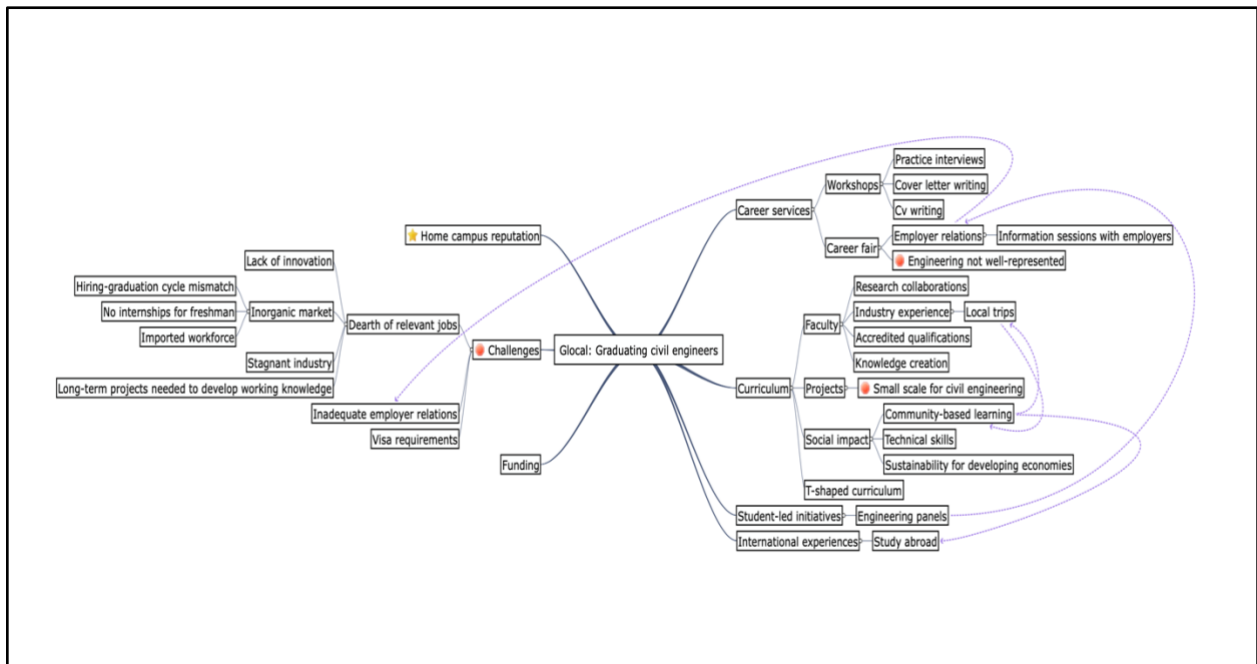 Glocal: Graduating civil engineers
Home campus reputation
Challenges
Dearth of relevant jobs
Lack of innovation
Inorganic market
Hiring-graduation cycle mismatch
No internships for freshman
Imported workforce
Stagnant industry
Long-term projects needed to develop working knowledge
Inadequate employer relations
Visa requirements
Funding
Career services
Workshops
Practice interviews
Cover letter writing
Cv writing
Career fair
Employer relations
Information sessions with employers
Engineering not well-represented
Curriculum
Faculty
Research collaborations
Industry experience
Local trips
Accredited qualifications
Knowledge creation
Projects
Small scale for civil engineering
Social impact
Community-based learning
Technical skills
Sustainability for developing economies
T-shaped curriculum
Student-led initiatives
Engineering panels
International experiences
Study abroad